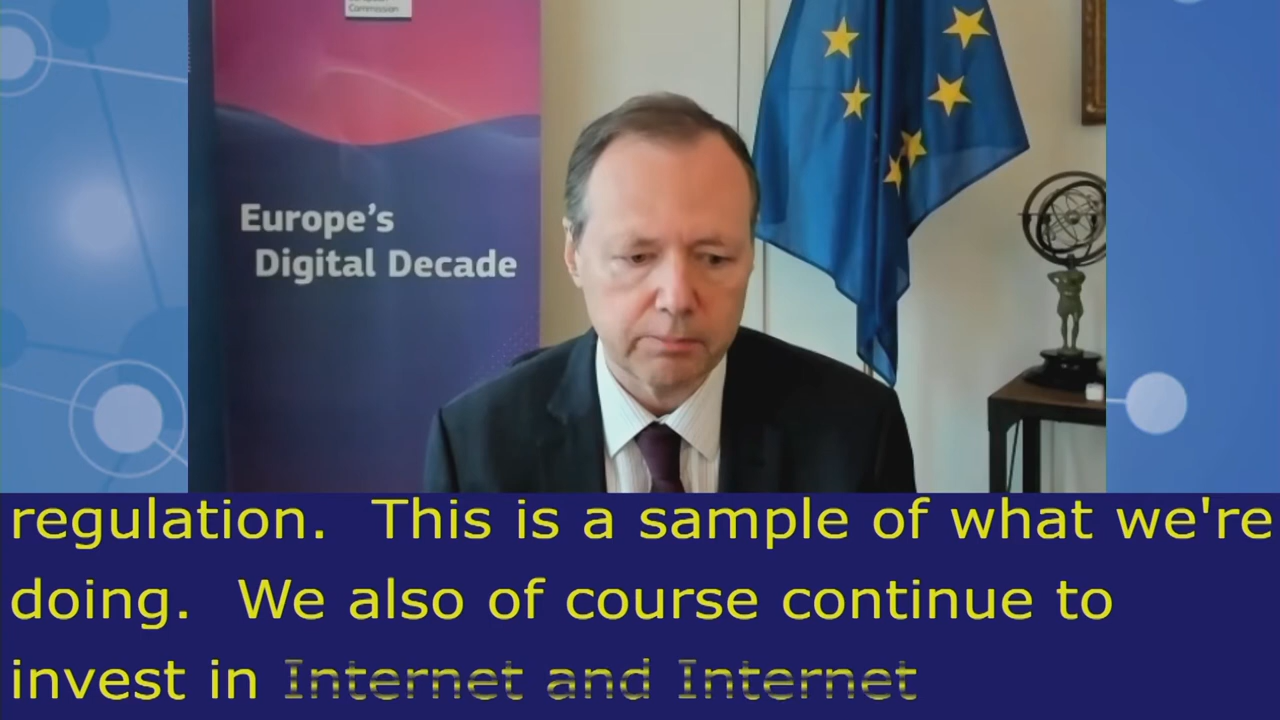 Commission
Europe's
Digital Decade
regulation.  This is a sample of what we're
doing.  We also of course continue to
invest in Internet and Internet